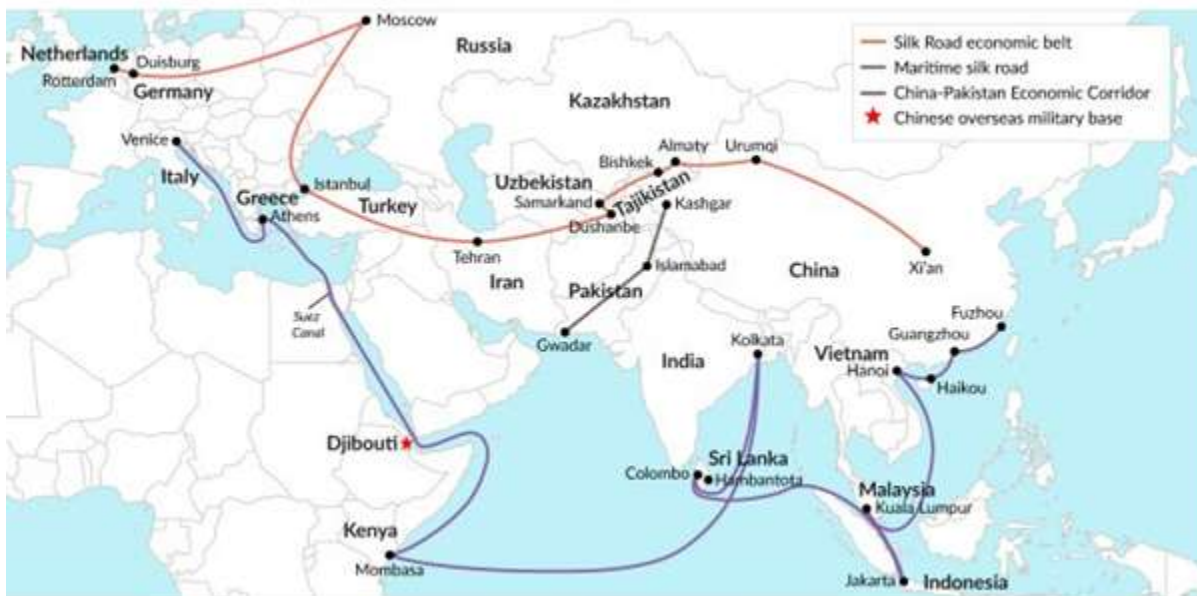 Moscow
Netherlands
Duisburg
Rotterdam
Germany
Russia
Silk Road economic belt
Maritime silk road
China-Pakistan Economic Corridor
Chinese overseas military base
Kazakhstan
Venice
Italy
Almaty
Urumqi
Bishkek
Uzbekistan
Samarkand
Tajikistan
Dushanbe
Kashgar
Istanbul
Greece
Athens
Turkey
Tehran
Iran
Islamabad
Pakistan
China
Xi'an
Suez
Canal
Gwadar
India
Kolkata
Fuzhou
Guangzhou
Vietnam
Hanoi
Haikou
Djibouti
Sri Lanka
Colombo
Hambantota
Malaysia
Kuala Lumpur
Kenya
Mombasa
Jakarta
Indonesia